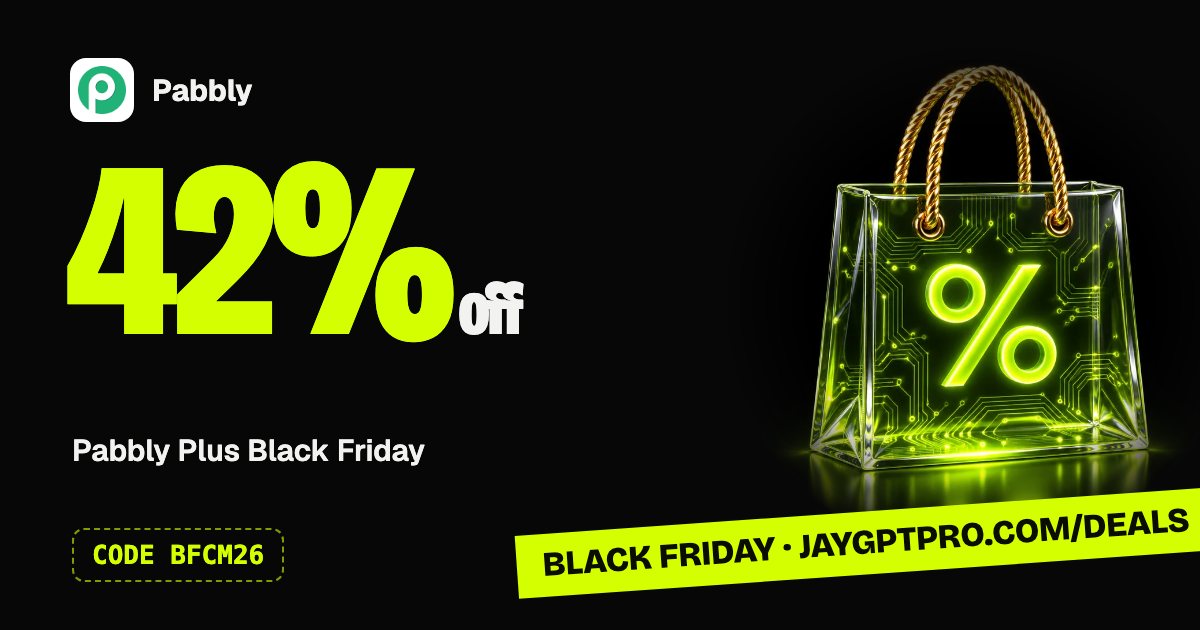 Pabbly
42% off
Pabbly Plus Black Friday
CODE BFCM26
%
BLACK FRIDAY · JAYGPTPRO.COM/DEALS